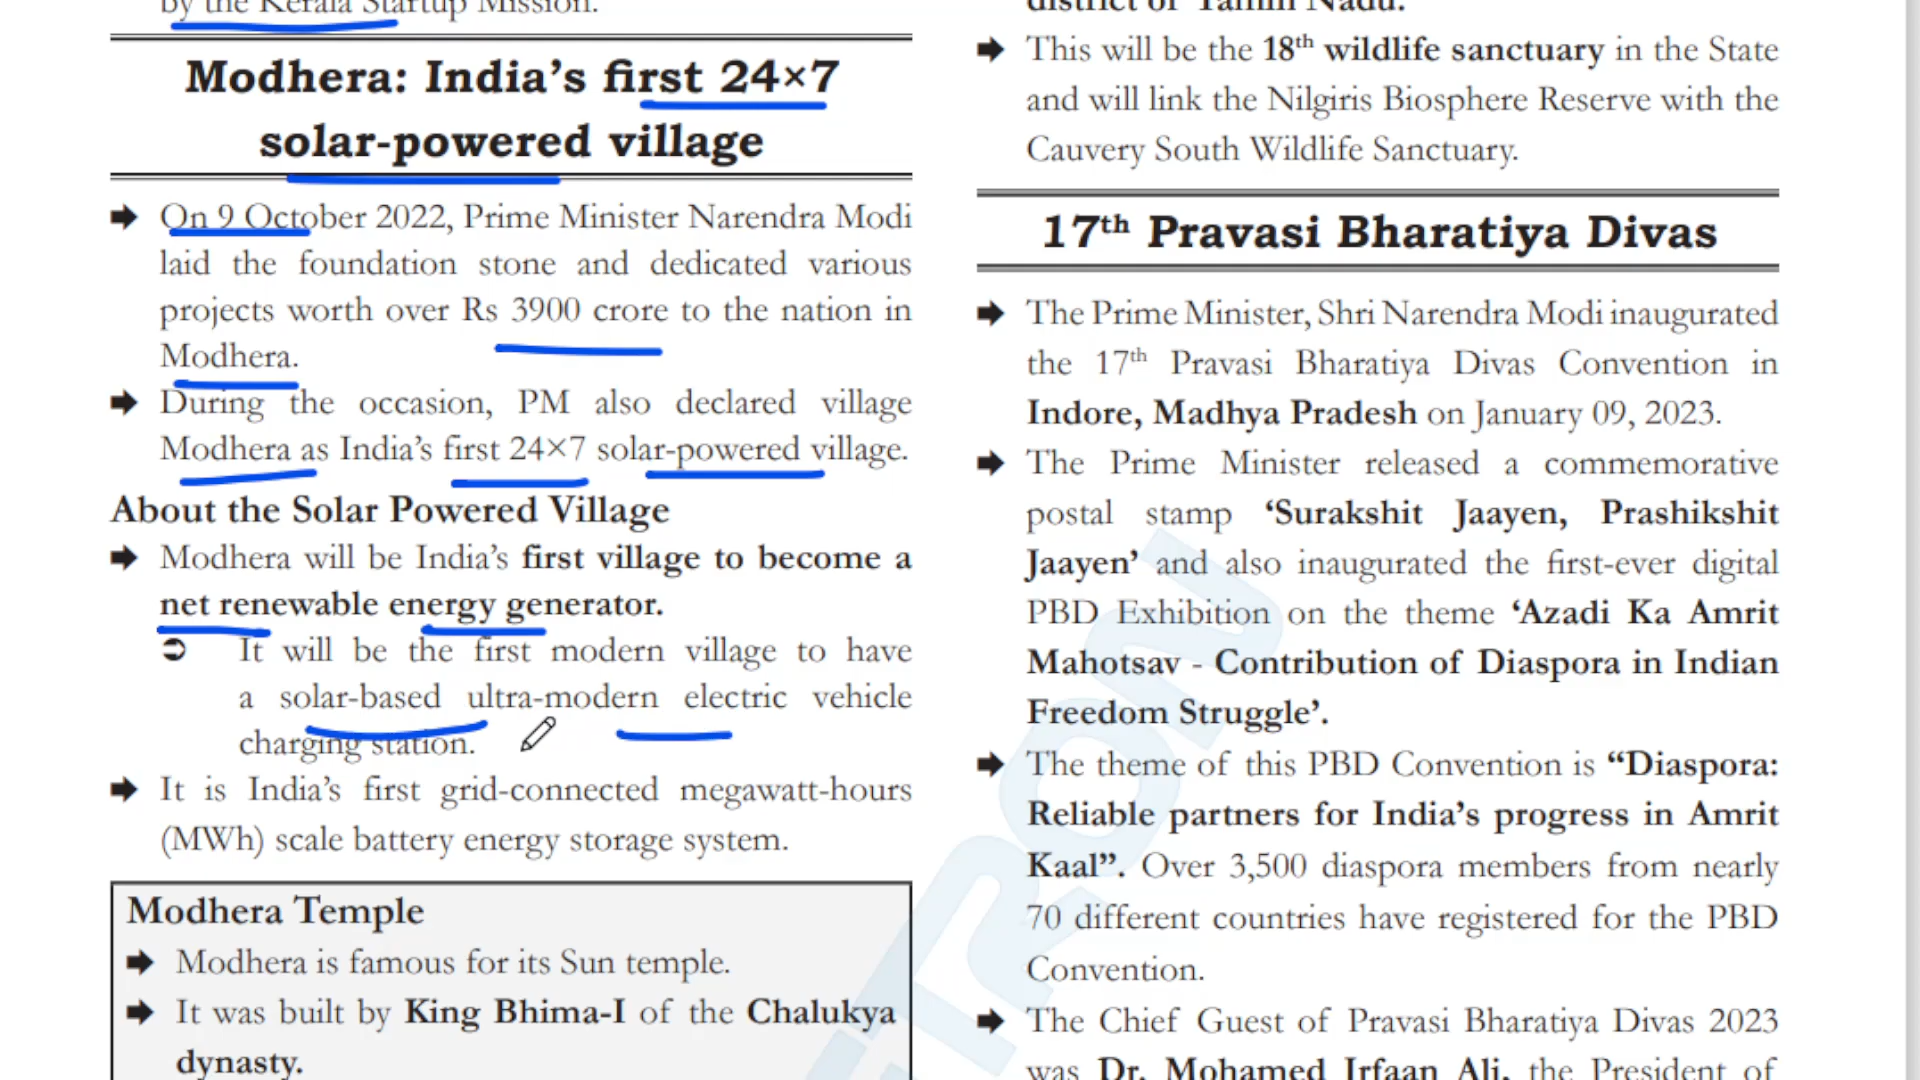 by the Kerala Startup Mission.
Modhera: India's first 24×7
solar-powered village
➡ On 9 October 2022, Prime Minister Narendra Modi
laid the foundation stone and dedicated various
projects worth over Rs 3900 crore to the nation in
Modhera.
➡ During the occasion, PM also declared village
Modhera as India's first 24×7 solar-powered village.
About the Solar Powered Village
➡ Modhera will be India's first village to become a
net renewable energy generator.
➲ It will be the first modern village to have
a solar-based ultra-modern electric vehicle
charging station.
➡ It is India's first grid-connected megawatt-hours
(MWh) scale battery energy storage system.
Modhera Temple
➡ Modhera is famous for its Sun temple.
➡ It was built by King Bhima-I of the Chalukya
dynasty.
district of Tamil Nadu.
➡ This will be the 18th wildlife sanctuary in the State
and will link the Nilgiris Biosphere Reserve with the
Cauvery South Wildlife Sanctuary.
17th Pravasi Bharatiya Divas
➡ The Prime Minister, Shri Narendra Modi inaugurated
the 17th Pravasi Bharatiya Divas Convention in
Indore, Madhya Pradesh on January 09, 2023.
➡ The Prime Minister released a commemorative
postal stamp ‘Surakshit Jaayen, Prashikshit
Jaayen’ and also inaugurated the first-ever digital
PBD Exhibition on the theme ‘Azadi Ka Amrit
Mahotsav - Contribution of Diaspora in Indian
Freedom Struggle’.
➡ The theme of this PBD Convention is “Diaspora:
Reliable partners for India’s progress in Amrit
Kaal”. Over 3,500 diaspora members from nearly
70 different countries have registered for the PBD
Convention.
➡ The Chief Guest of Pravasi Bharatiya Divas 2023
was Dr. Mohamed Irfaan Ali, the President of